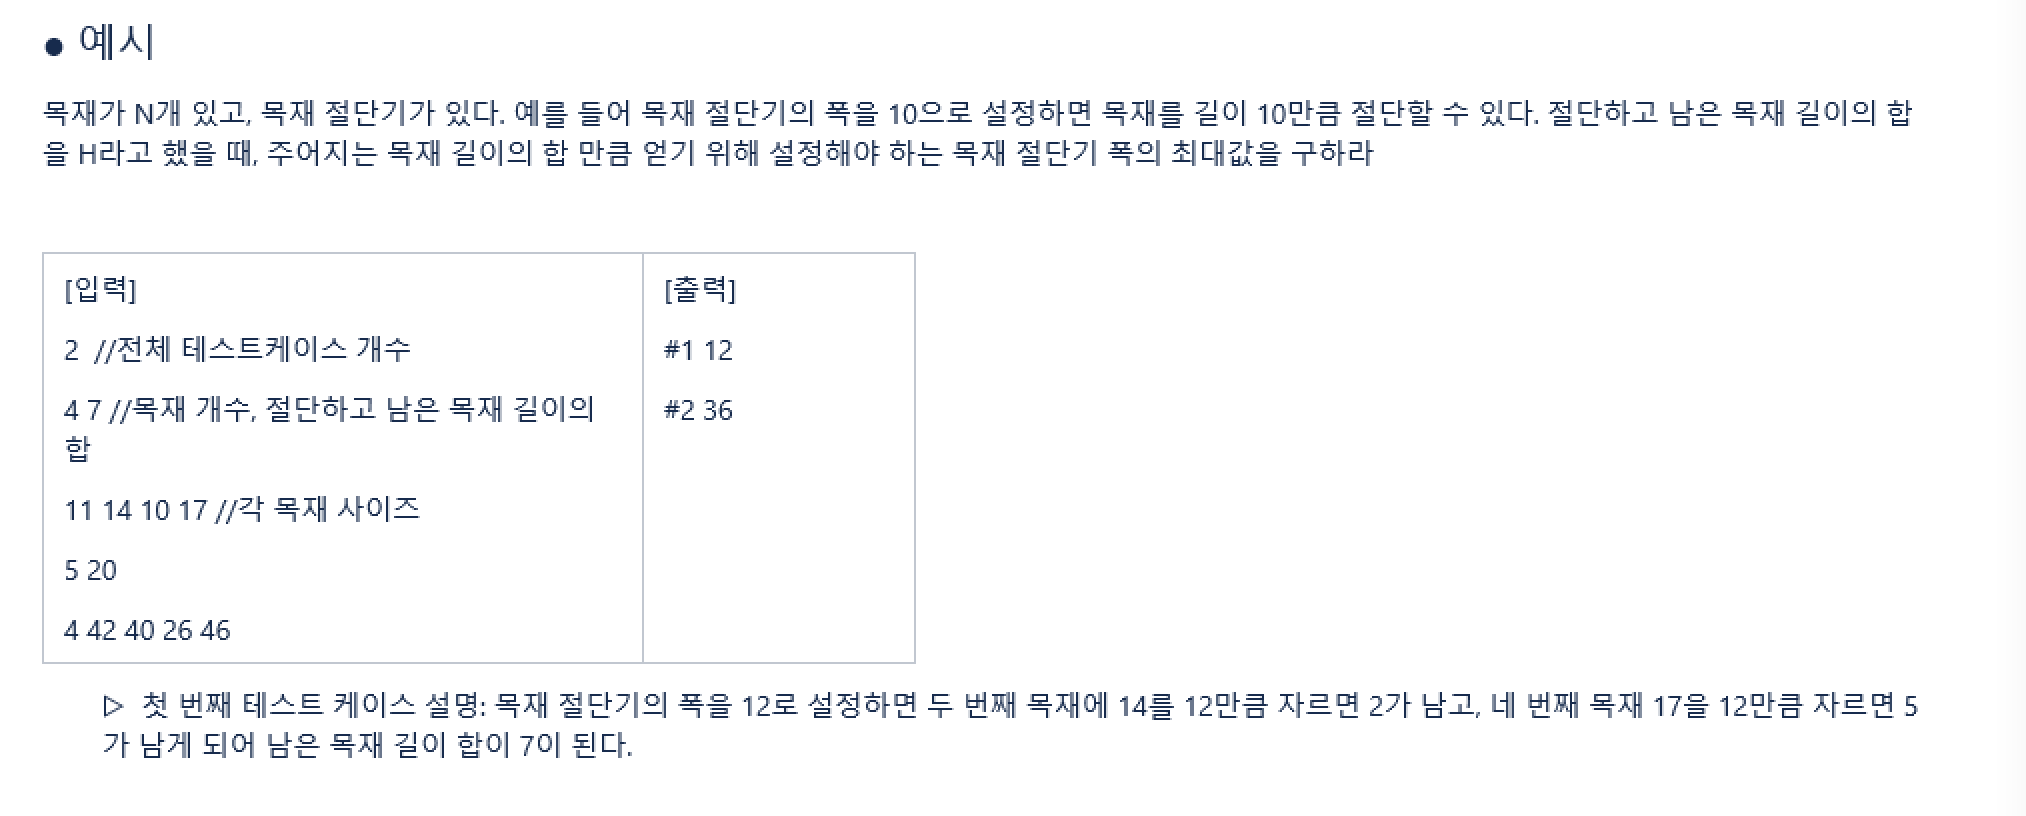 ● 예시
목재가 N개 있고, 목재 절단기가 있다. 예를 들어 목재 절단기의 폭을 10으로 설정하면 목재를 길이 10만큼 절단할 수 있다. 절단하고 남은 목재 길이의 합
을 H라고 했을 때, 주어지는 목재 길이의 합 만큼 얻기 위해 설정해야 하는 목재 절단기 폭의 최대값을 구하라
[입력]
2 //전체 테스트케이스 개수
4 7 //목재 개수, 절단하고 남은 목재 길이의
합
11 14 10 17 //각 목재 사이즈
5 20
4 42 40 26 46
[출력]
#1 12
#2 36
▷ 첫 번째 테스트 케이스 설명: 목재 절단기의 폭을 12로 설정하면 두 번째 목재에 14를 12만큼 자르면 2가 남고, 네 번째 목재 17을 12만큼 자르면 5
가 남게 되어 남은 목재 길이 합이 7이 된다.